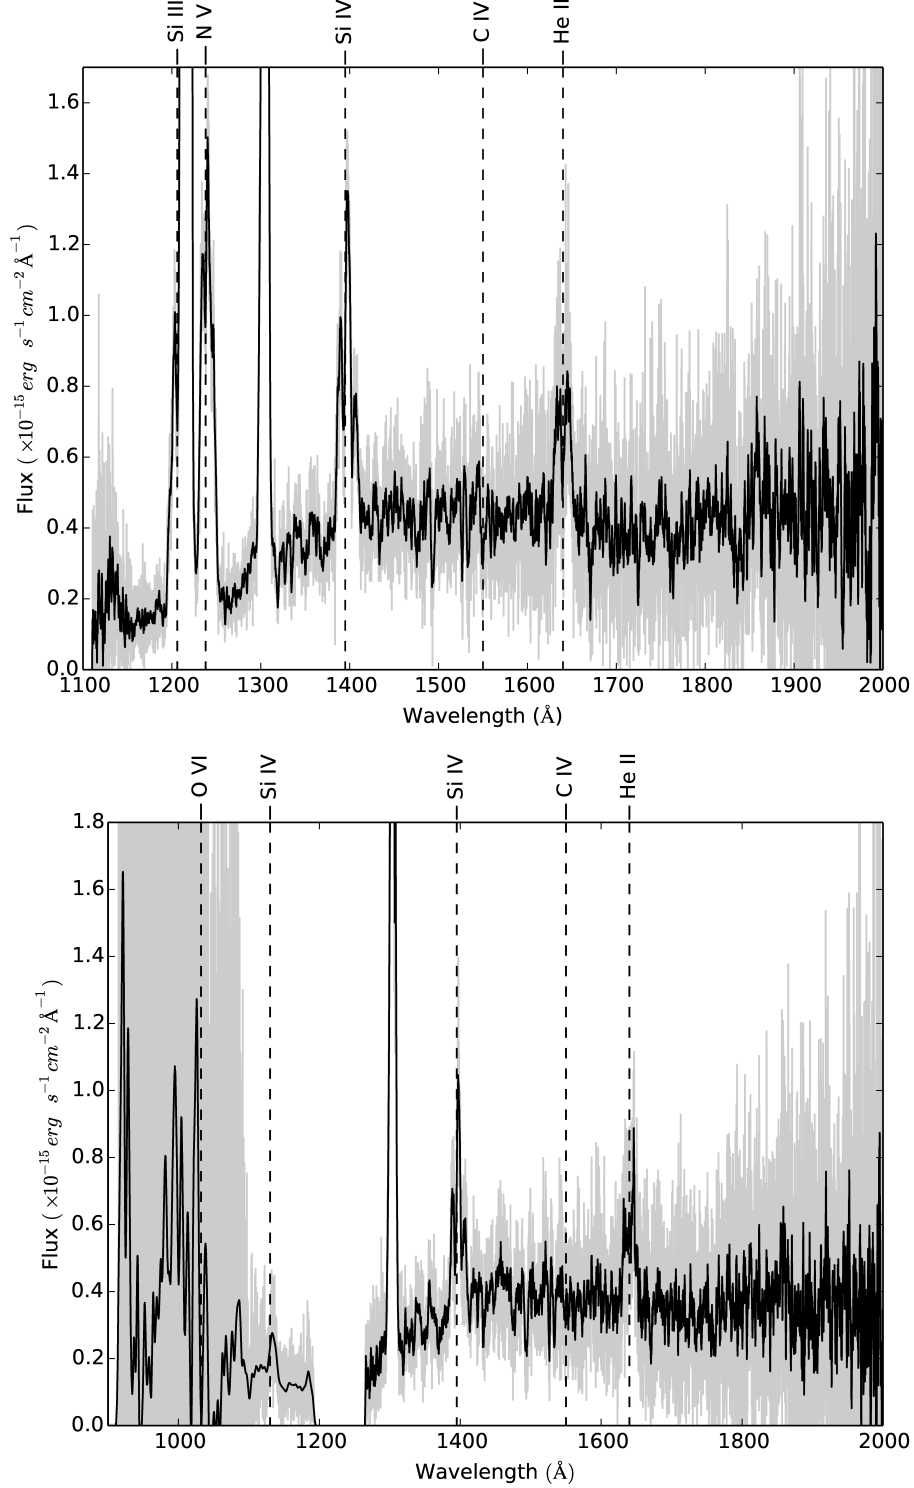 Si III N V Si IV C IV He II
1.6
1.4
1.2
1.0
0.8
0.6
0.4
0.2
0.0
Flux ( ×10⁻¹⁵ erg s⁻¹ cm⁻² Å⁻¹ )
1100 1200 1300 1400 1500 1600 1700 1800 1900 2000
Wavelength (Å)
O VI Si IV Si IV C IV He II
1.8
1.6
1.4
1.2
1.0
0.8
0.6
0.4
0.2
0.0
Flux ( ×10⁻¹⁵ erg s⁻¹ cm⁻² Å⁻¹ )
1000 1200 1400 1600 1800 2000
Wavelength (Å)